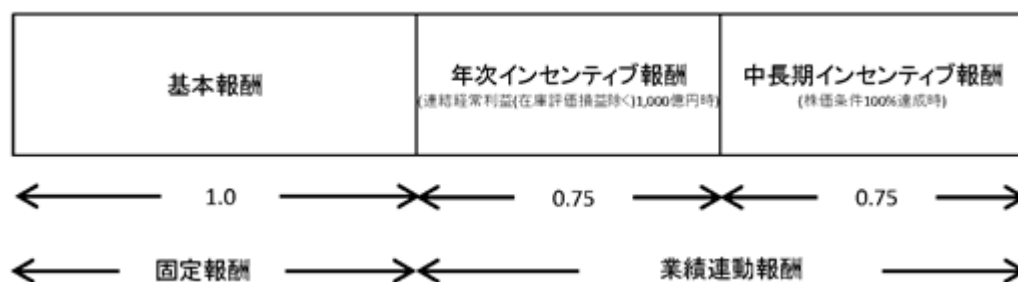 基本報酬
年次インセンティブ報酬
(連結経常利益(在庫評価損益除く)1,000億円時)
中長期インセンティブ報酬
(株価条件100%達成時)
1.0
0.75
0.75
固定報酬
業績連動報酬